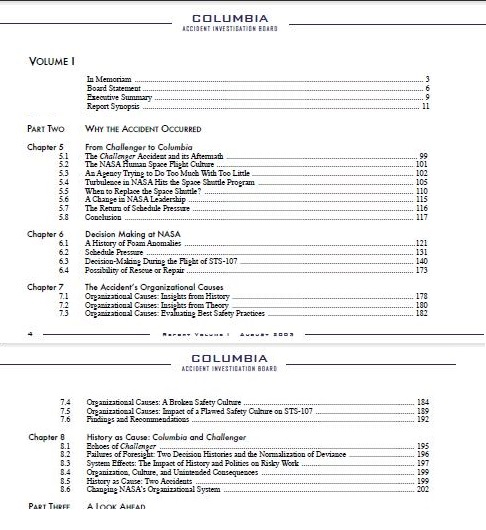 COLUMBIA
ACCIDENT INVESTIGATION BOARD
VOLUME I
In Memoriam 3
Board Statement 6
Executive Summary 9
Report Synopsis 11
PART TWO WHY THE ACCIDENT OCCURRED
Chapter 5 From Challenger to Columbia
5.1 The Challenger Accident and its Aftermath 99
5.2 The NASA Human Space Flight Culture 101
5.3 An Agency Trying to Do Too Much With Too Little 102
5.4 Turbulence in NASA Hits the Space Shuttle Program 105
5.5 When to Replace the Space Shuttle? 110
5.6 A Change in NASA Leadership 115
5.7 The Return of Schedule Pressure 116
5.8 Conclusion 117
Chapter 6 Decision Making at NASA
6.1 A History of Foam Anomalies 121
6.2 Schedule Pressure 131
6.3 Decision-Making During the Flight of STS-107 140
6.4 Possibility of Rescue or Repair 173
Chapter 7 The Accident's Organizational Causes
7.1 Organizational Causes: Insights from History 178
7.2 Organizational Causes: Insights from Theory 180
7.3 Organizational Causes: Evaluating Best Safety Practices 182
4 REPORT VOLUME I AUGUST 2003
COLUMBIA
ACCIDENT INVESTIGATION BOARD
7.4 Organizational Causes: A Broken Safety Culture 184
7.5 Organizational Causes: Impact of a Flawed Safety Culture on STS-107 189
7.6 Findings and Recommendations 192
Chapter 8 History as Cause: Columbia and Challenger
8.1 Echoes of Challenger 195
8.2 Failures of Foresight: Two Decision Histories and the Normalization of Deviance 196
8.3 System Effects: The Impact of History and Politics on Risky Work 197
8.4 Organization, Culture, and Unintended Consequences 199
8.5 History as Cause: Two Accidents 199
8.6 Changing NASA's Organizational System 202
PART THREE A LOOK AHEAD